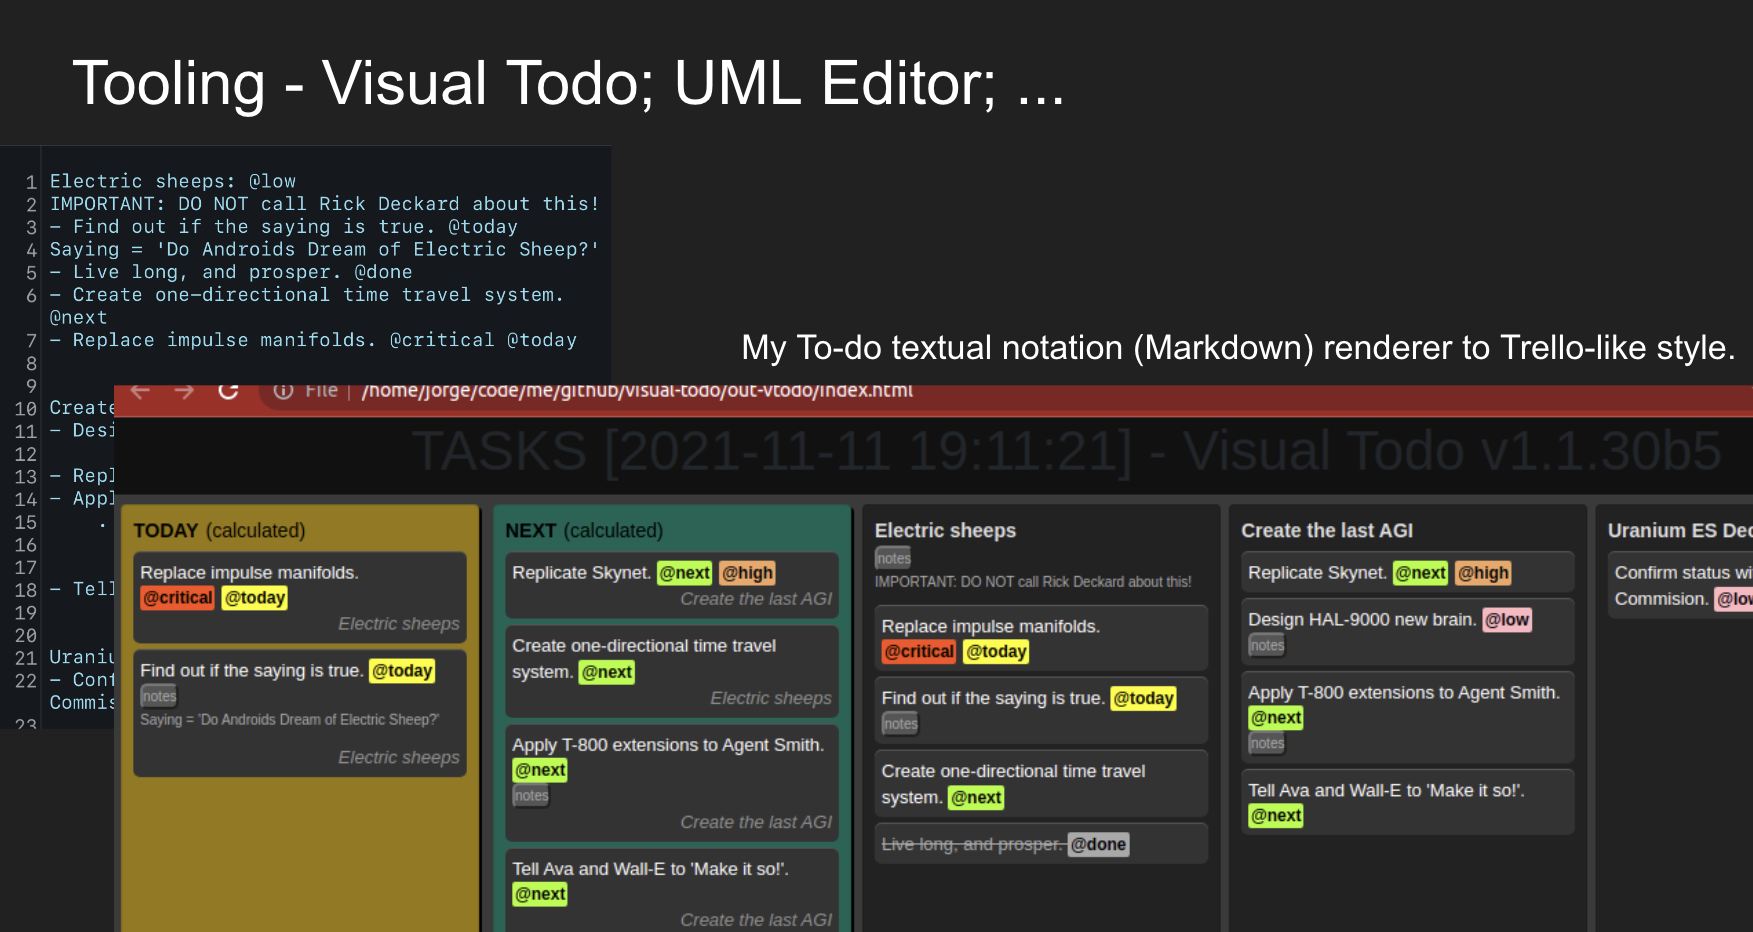 Tooling - Visual Todo; UML Editor; ...
1 Electric sheeps: @low
2 IMPORTANT: DO NOT call Rick Deckard about this!
3 - Find out if the saying is true. @today
4 Saying = 'Do Androids Dream of Electric Sheep?'
5 - Live long, and prosper. @done
6 - Create one-directional time travel system.
@next
7 - Replace impulse manifolds. @critical @today
8
9
10 Create
11 - Desi
12
13 - Repl
14 - Appl
15 .
16
17
18 - Tell
19
20
21 Uraniu
22 - Conf
Commis
23
My To-do textual notation (Markdown) renderer to Trello-like style.
File | /home/jorge/code/me/github/visual-todo/out-vtodo/index.html
TASKS [2021-11-11 19:11:21] - Visual Todo v1.1.30b5
TODAY (calculated)
Replace impulse manifolds.
@critical @today
Electric sheeps
Find out if the saying is true. @today
notes
Saying = 'Do Androids Dream of Electric Sheep?'
Electric sheeps
NEXT (calculated)
Replicate Skynet. @next @high
Create the last AGI
Create one-directional time travel
system. @next
Electric sheeps
Apply T-800 extensions to Agent Smith.
@next
notes
Create the last AGI
Tell Ava and Wall-E to 'Make it so!'.
@next
Create the last AGI
Electric sheeps
notes
IMPORTANT: DO NOT call Rick Deckard about this!
Replace impulse manifolds.
@critical @today
Find out if the saying is true. @today
notes
Create one-directional time travel
system. @next
Live long, and prosper. @done
Create the last AGI
Replicate Skynet. @next @high
Design HAL-9000 new brain. @low
notes
Apply T-800 extensions to Agent Smith.
@next
notes
Tell Ava and Wall-E to 'Make it so!'.
@next
Uranium ES Dec
Confirm status wi
Commision. @low